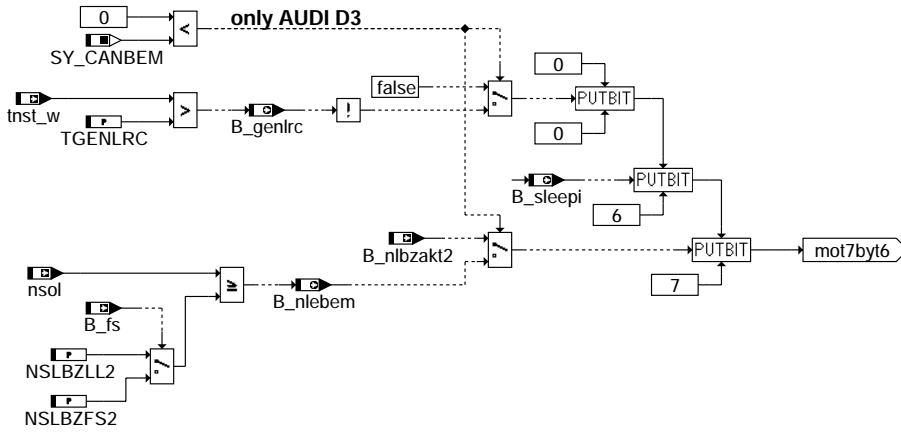 0
only AUDI D3
<
SY_CANBEM
0
false
PUTBIT
tnst_w
>
!
B_genlrc
P
TGENLRC
0
PUTBIT
B_sleepi
6
B_nlbzakt2
PUTBIT
mot7byt6
nsol
≥
B_nlebem
7
B_fs
P
NSLBZLL2
P
NSLBZFS2